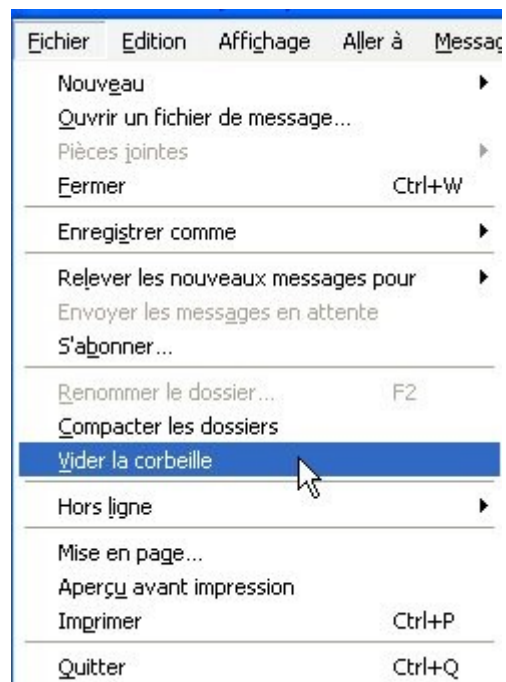 Fichier Edition Affichage Aller à Messag
Nouveau
Ouvrir un fichier de message...
Pièces jointes
Fermer Ctrl+W
Enregistrer comme
Relever les nouveaux messages pour
Envoyer les messages en attente
S'abonner...
Renommer le dossier... F2
Compacter les dossiers
Vider la corbeille
Hors ligne
Mise en page...
Aperçu avant impression
Imprimer Ctrl+P
Quitter Ctrl+Q